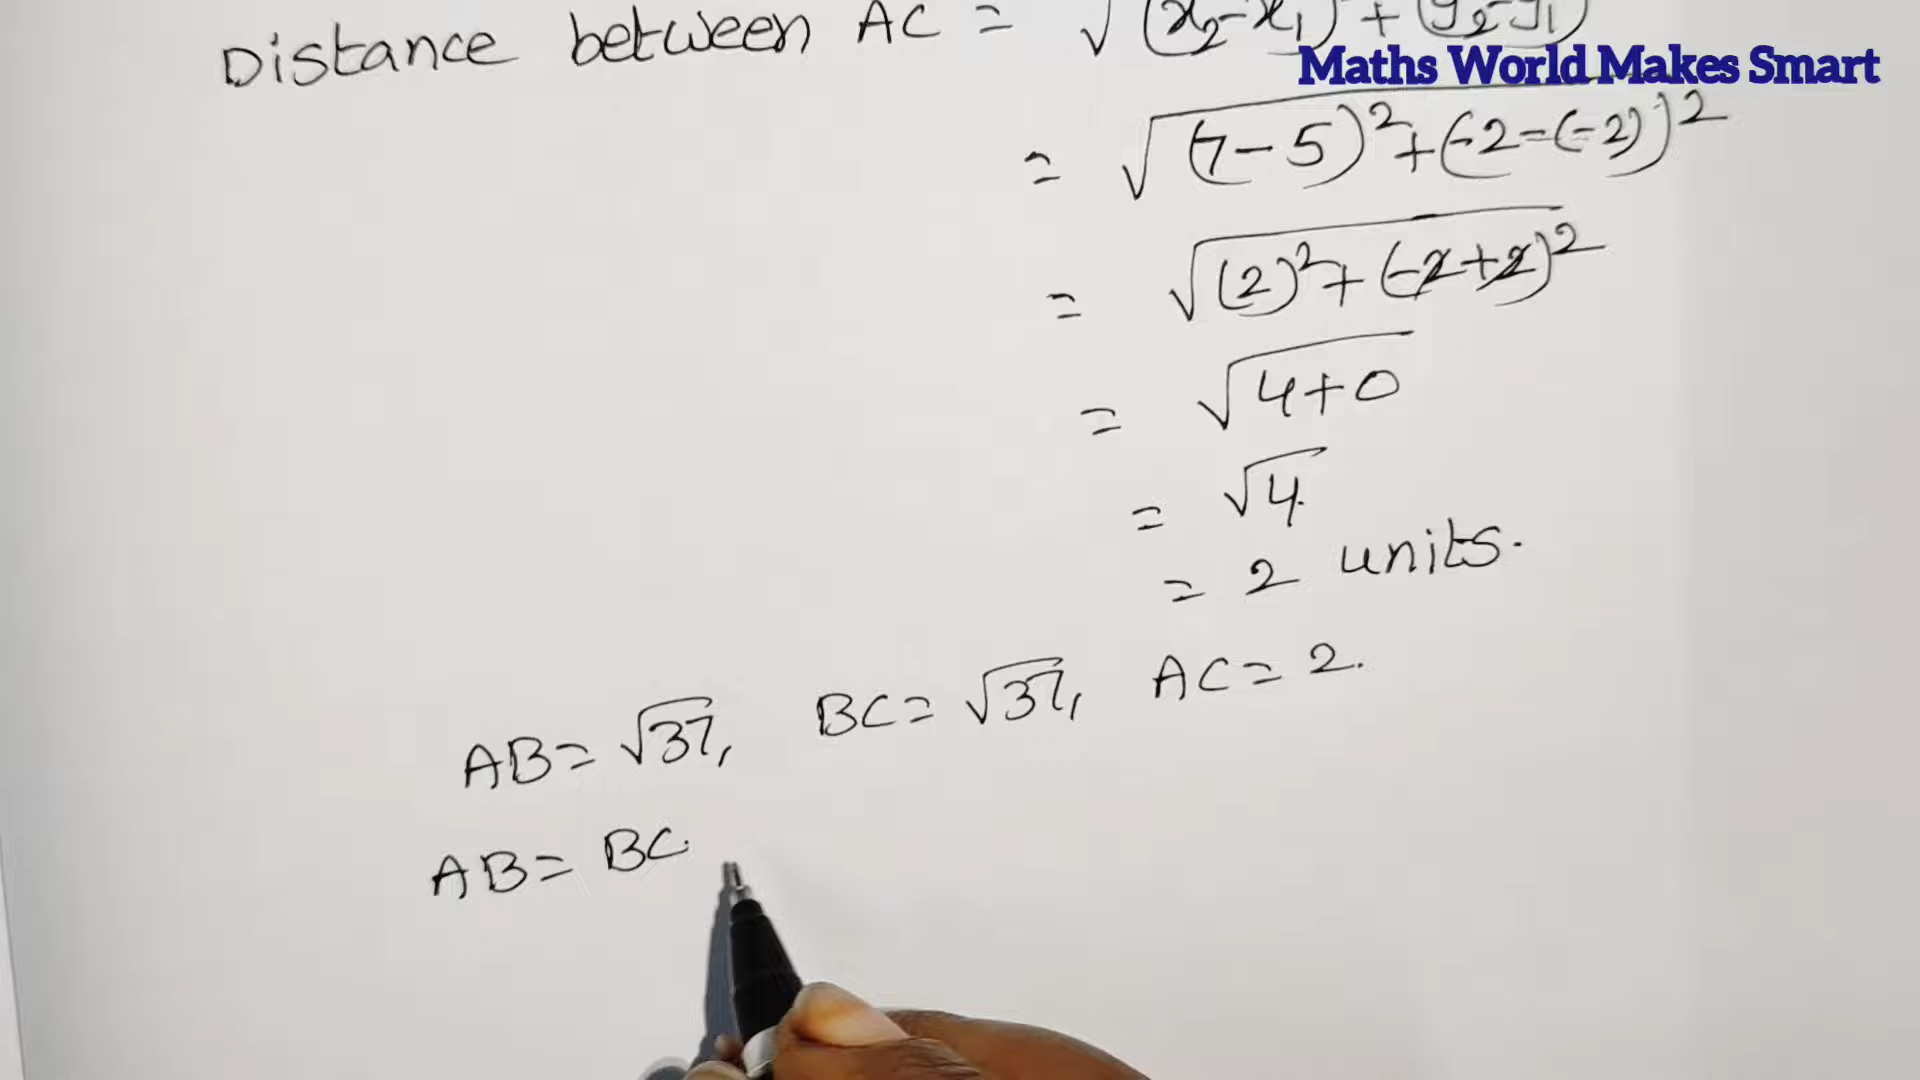 Distance between AC = √(x₂-x₁)² + (y₂-y₁)
Maths World Makes Smart
= √(7-5)² + (-2-(-2))²
= √(2)² + (-2+2)²
= √4+0
= √4
= 2 units.
AB = √37, BC = √37, AC = 2.
AB = BC